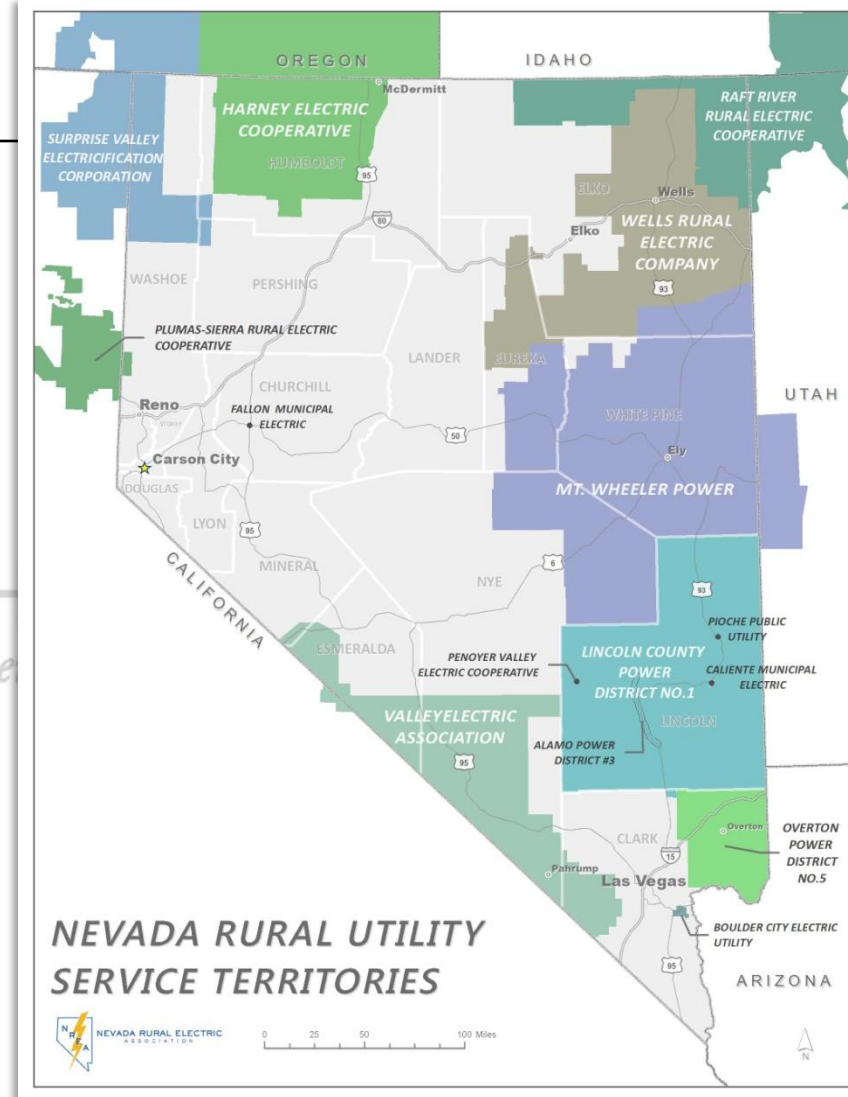 OREGON
IDAHO
McDermitt
HARNEY ELECTRIC
COOPERATIVE
HUMBOLDT
95
RAFT RIVER
RURAL ELECTRIC
COOPERATIVE
SURPRISE VALLEY
ELECTRICIFICATION
CORPORATION
80
ELKO
Wells
Elko
WELLS RURAL
ELECTRIC
COMPANY
93
WASHOE
PERSHING
PLUMAS-SIERRA RURAL ELECTRIC
COOPERATIVE
LANDER
EUREKA
UTAH
CHURCHILL
Reno
STOREY
FALLON MUNICIPAL
ELECTRIC
WHITE PINE
50
Ely
Carson City
DOUGLAS
MT. WHEELER POWER
LYON
95
MINERAL
NYE
6
CALIFORNIA
93
PIOCHE PUBLIC
UTILITY
ESMERALDA
PENOYER VALLEY
ELECTRIC COOPERATIVE
LINCOLN COUNTY
POWER
DISTRICT NO.1
CALIENTE MUNICIPAL
ELECTRIC
LINCOLN
VALLEYELECTRIC
ASSOCIATION
ALAMO POWER
DISTRICT #3
95
CLARK
Overton
OVERTON
POWER
DISTRICT
NO.5
15
Pahrump
Las Vegas
BOULDER CITY ELECTRIC
UTILITY
95
ARIZONA
NEVADA RURAL UTILITY
SERVICE TERRITORIES
NREA
NEVADA RURAL ELECTRIC
ASSOCIATION
0 25 50 100 Miles
N